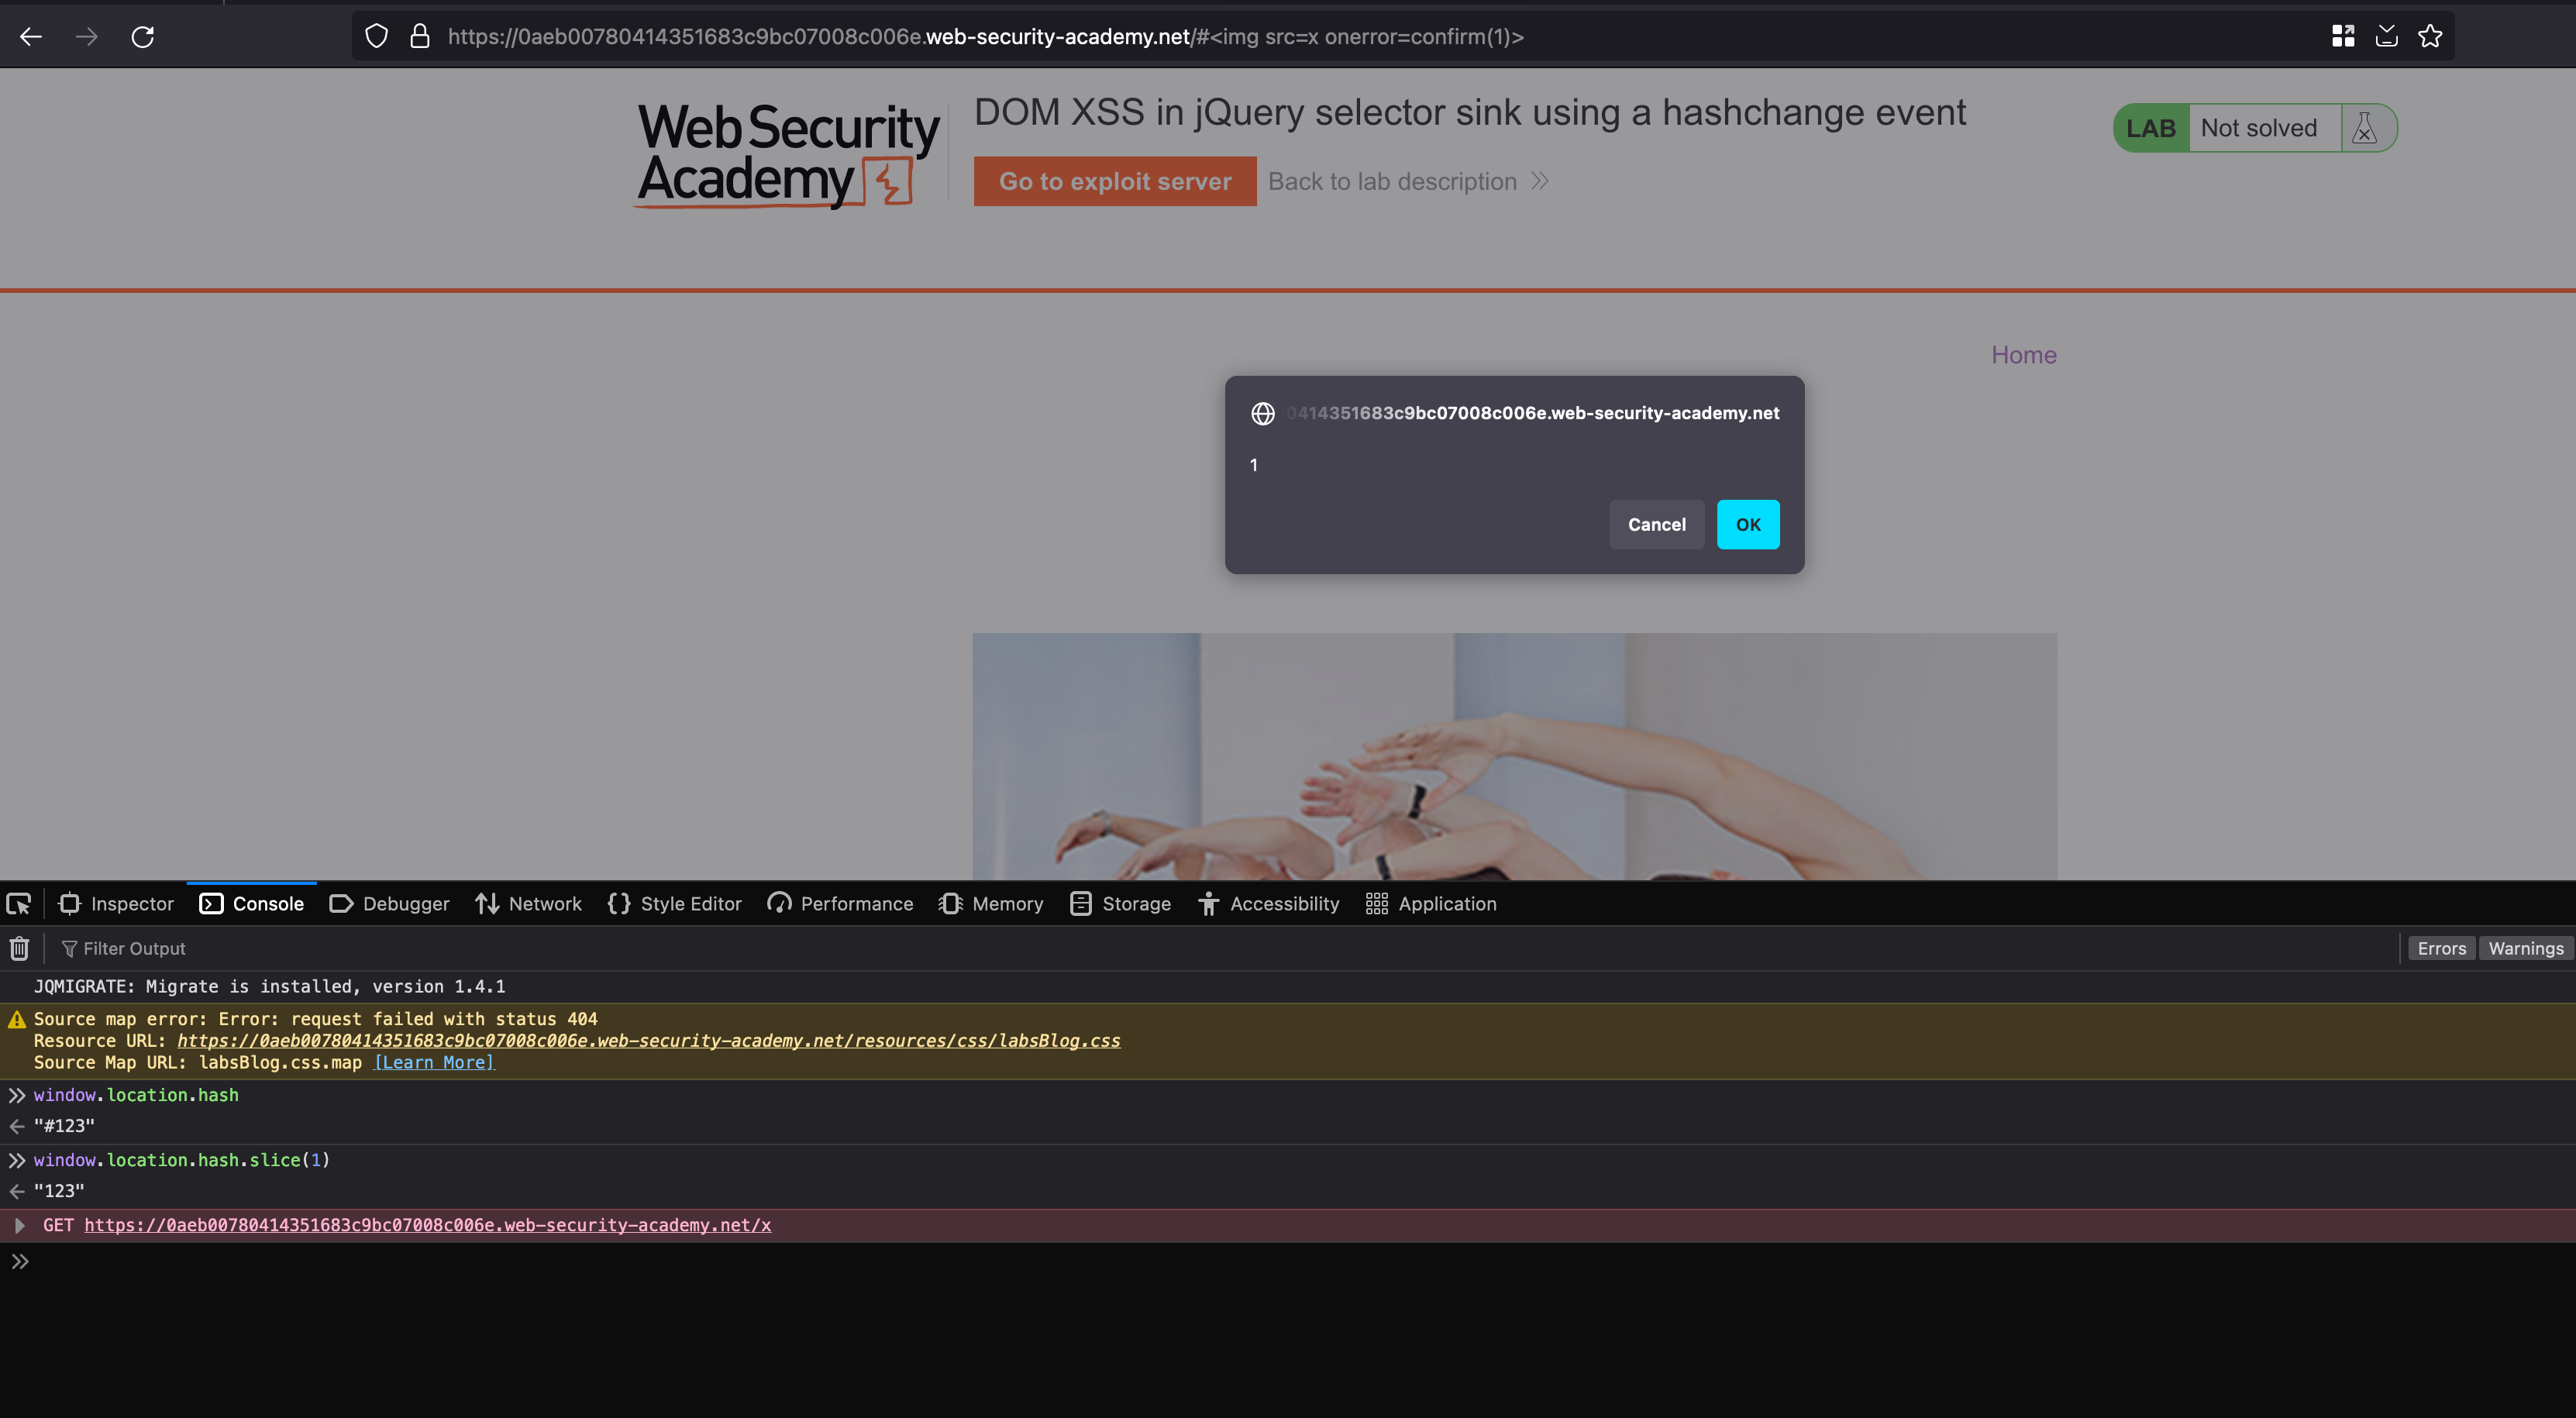 https://0aeb00780414351683c9bc07008c006e.web-security-academy.net/#<img src=x onerror=confirm(1)>
WebSecurity
Academy
DOM XSS in jQuery selector sink using a hashchange event
LAB Not solved
Go to exploit server Back to lab description
Home
0414351683c9bc07008c006e.web-security-academy.net
1
Cancel OK
Inspector Console Debugger Network Style Editor Performance Memory Storage Accessibility Application
Filter Output Errors Warnings
JQMIGRATE: Migrate is installed, version 1.4.1
Source map error: Error: request failed with status 404
Resource URL: https://0aeb00780414351683c9bc07008c006e.web-security-academy.net/resources/css/labsBlog.css
Source Map URL: labsBlog.css.map [Learn More]
window.location.hash
"#123"
window.location.hash.slice(1)
"123"
GET https://0aeb00780414351683c9bc07008c006e.web-security-academy.net/x